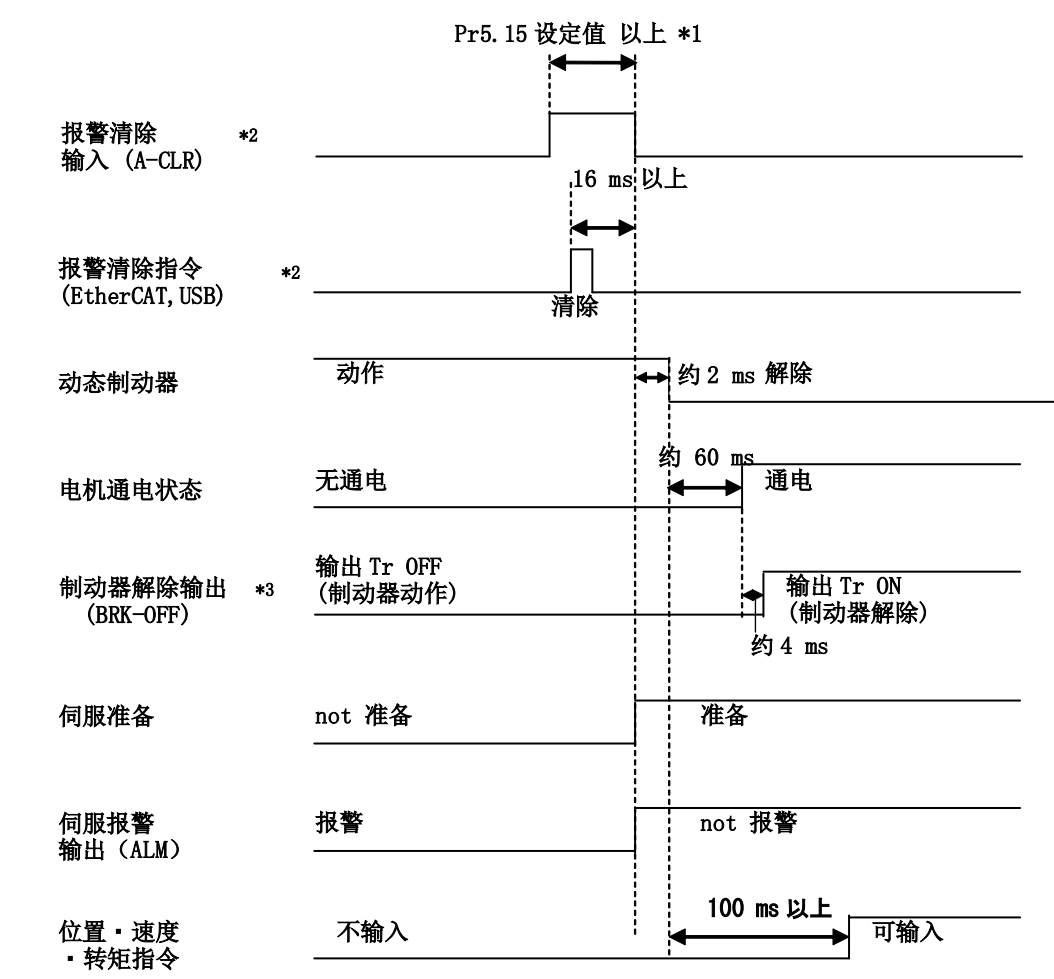 Pr5.15 设定值 以上 *1
报警清除 *2
输入 (A-CLR)
16 ms 以上
报警清除指令 *2
(EtherCAT,USB)
清除
动态制动器
动作
约 2 ms 解除
约 60 ms
电机通电状态
无通电
通电
制动器解除输出 *3
(BRK-OFF)
输出 Tr OFF
(制动器动作)
输出 Tr ON
(制动器解除)
约 4 ms
伺服准备
not 准备
准备
伺服报警
输出（ALM）
报警
not 报警
100 ms 以上
位置・速度
・转矩指令
不输入
可输入